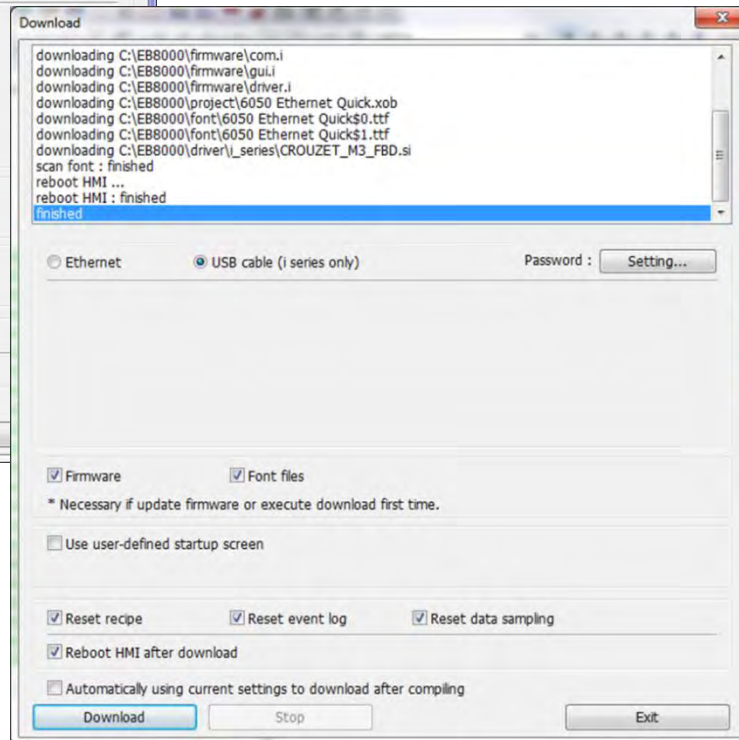 Download
downloading C:\EB8000\firmware\com.i
downloading C:\EB8000\firmware\gui.i
downloading C:\EB8000\firmware\driver.i
downloading C:\EB8000\project\6050 Ethernet Quick.xob
downloading C:\EB8000\font\6050 Ethernet Quick$0.ttf
downloading C:\EB8000\font\6050 Ethernet Quick$1.ttf
downloading C:\EB8000\driver\i_series\CROUZET_M3_FBD.si
scan font : finished
reboot HMI ...
reboot HMI : finished
finished
Ethernet USB cable (i series only) Password : Setting...
Firmware Font files
* Necessary if update firmware or execute download first time.
Use user-defined startup screen
Reset recipe Reset event log Reset data sampling
Reboot HMI after download
Automatically using current settings to download after compiling
Download Stop Exit